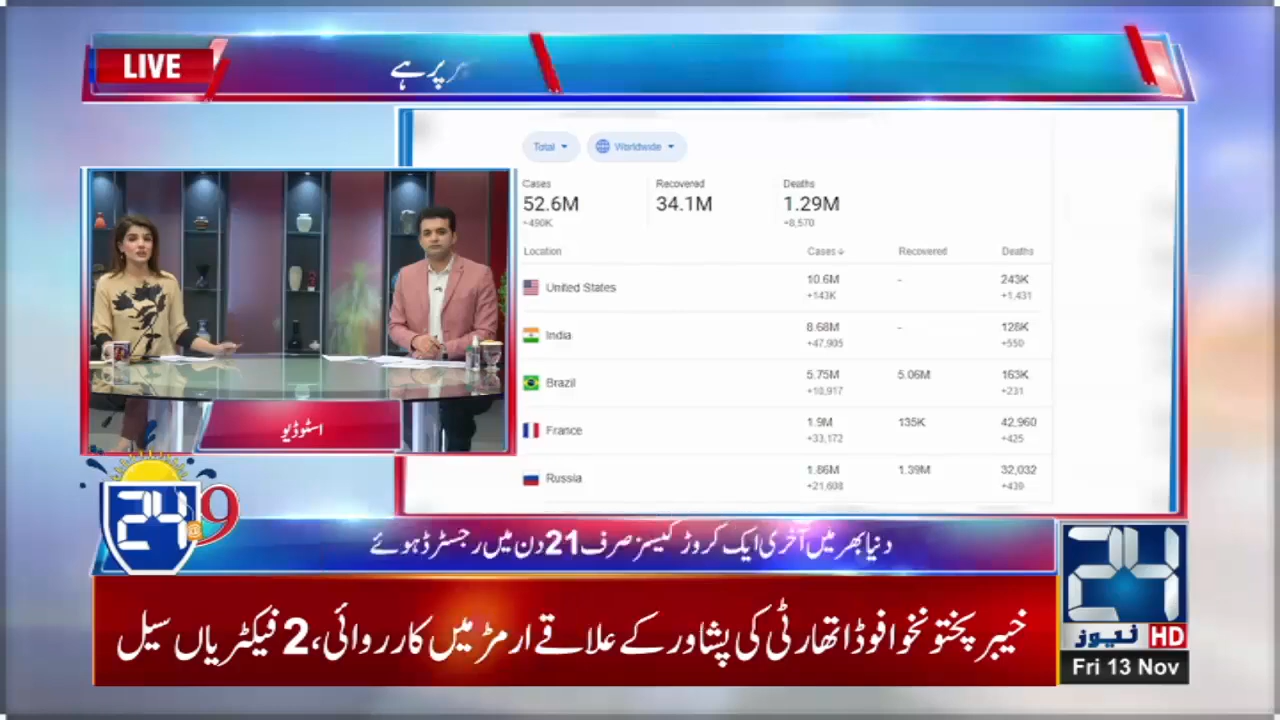 LIVE
پر ہے
Total
Worldwide
Cases Recovered Deaths
52.6M 34.1M 1.29M
+490K +8,570
Location Cases Recovered Deaths
United States 10.6M - 243K
+143K +1,431
India 8.68M - 128K
+47,905 +550
Brazil 5.75M 5.06M 163K
+10,917 +231
France 1.9M 135K 42,960
+33,172 +425
Russia 1.86M 1.39M 32,032
+21,608 +439
اسٹوڈیو
24@9
دنیا بھر میں آخری ایک کروڑ کیسز صرف 21 دن میں رجسٹرڈ ہوئے
خیبر پختونخوا فوڈ اتھارٹی کی پشاور کے علاقے ارمڑ میں کارروائی، 2 فیکٹریاں سیل
24
نیوز HD
Fri 13 Nov